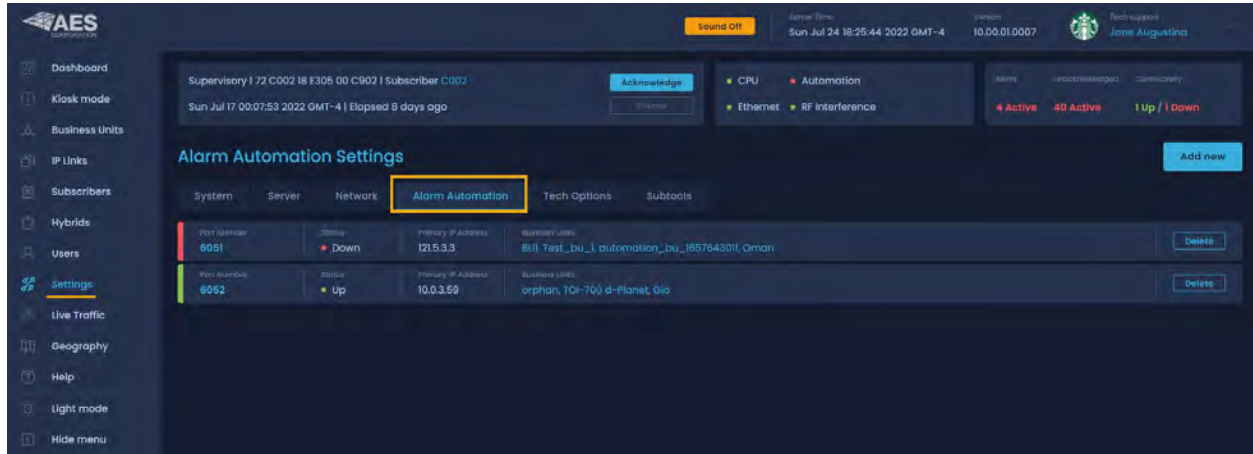 AES
CORPORATION
Sound Off
Server Time
Sun Jul 24 18:25:44 2022 GMT-4
Version
10.00.01.0007
Tech support
Jane Augustina
Dashboard
Kiosk mode
Business Units
IP Links
Subscribers
Hybrids
Users
Settings
Live Traffic
Geography
Help
Light mode
Hide menu
Supervisory | 72 C002 18 E305 00 C902 | Subscriber C002
Acknowledge
Sun Jul 17 00:07:53 2022 GMT-4 | Elapsed 8 days ago
Silence
CPU
Automation
Ethernet
RF interference
Unacknowledged
Connectivity
4 Active
40 Active
1 Up / 1 Down
Alarm Automation Settings
Add new
System
Server
Network
Alarm Automation
Tech Options
Subtools
Port Number
Status
Primary IP Address
Business Units
6051
Down
121.5.3.3
BU1, Test_bu_1, automation_bu_1657643011, Oman
Delete
Port Number
Status
Primary IP Address
Business Units
6052
Up
10.0.3.59
orphan, TOI-700 d-Planet, Glo
Delete